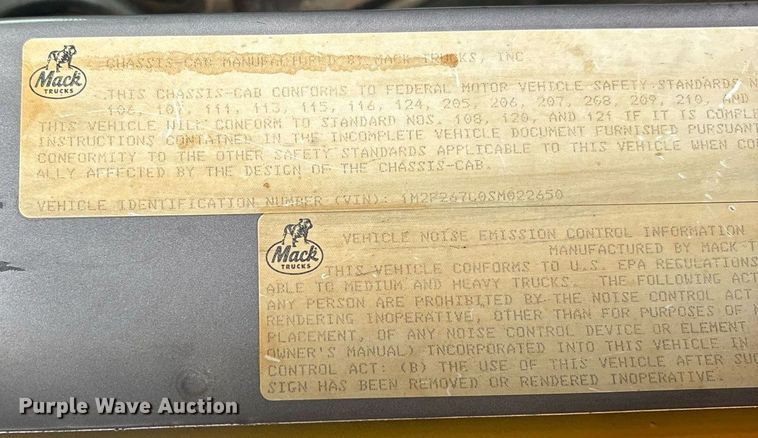 Mack
TRUCKS
CHASSIS-CAB MANUFACTURED BY MACK TRUCKS, INC
THIS CHASSIS-CAB CONFORMS TO FEDERAL MOTOR VEHICLE SAFETY STANDARDS N
106, 107, 111, 113, 115, 116, 124, 205, 206, 207, 208, 209, 210, AND
THIS VEHICLE WILL CONFORM TO STANDARD NOS. 108, 120, AND 121 IF IT IS COMPLE
INSTRUCTIONS CONTAINED IN THE INCOMPLETE VEHICLE DOCUMENT FURNISHED PURSUANT
CONFORMITY TO THE OTHER SAFETY STANDARDS APPLICABLE TO THIS VEHICLE WHEN CO
ALLY AFFECTED BY THE DESIGN OF THE CHASSIS-CAB.
VEHICLE IDENTIFICATION NUMBER (VIN): 1M2P267L0SM022650
Mack
TRUCKS
VEHICLE NOISE EMISSION CONTROL INFORMATION
MANUFACTURED BY MACK T
THIS VEHICLE CONFORMS TO U.S. EPA REGULATIONS
ABLE TO MEDIUM AND HEAVY TRUCKS. THE FOLLOWING ACT
ANY PERSON ARE PROHIBITED BY THE NOISE CONTROL ACT
RENDERING INOPERATIVE, OTHER THAN FOR PURPOSES OF M
PLACEMENT, OF ANY NOISE CONTROL DEVICE OR ELEMENT
OWNER'S MANUAL) INCORPORATED INTO THIS VEHICLE IN
CONTROL ACT: (B) THE USE OF THIS VEHICLE AFTER SUC
SIGN HAS BEEN REMOVED OR RENDERED INOPERATIVE.
Purple Wave Auction